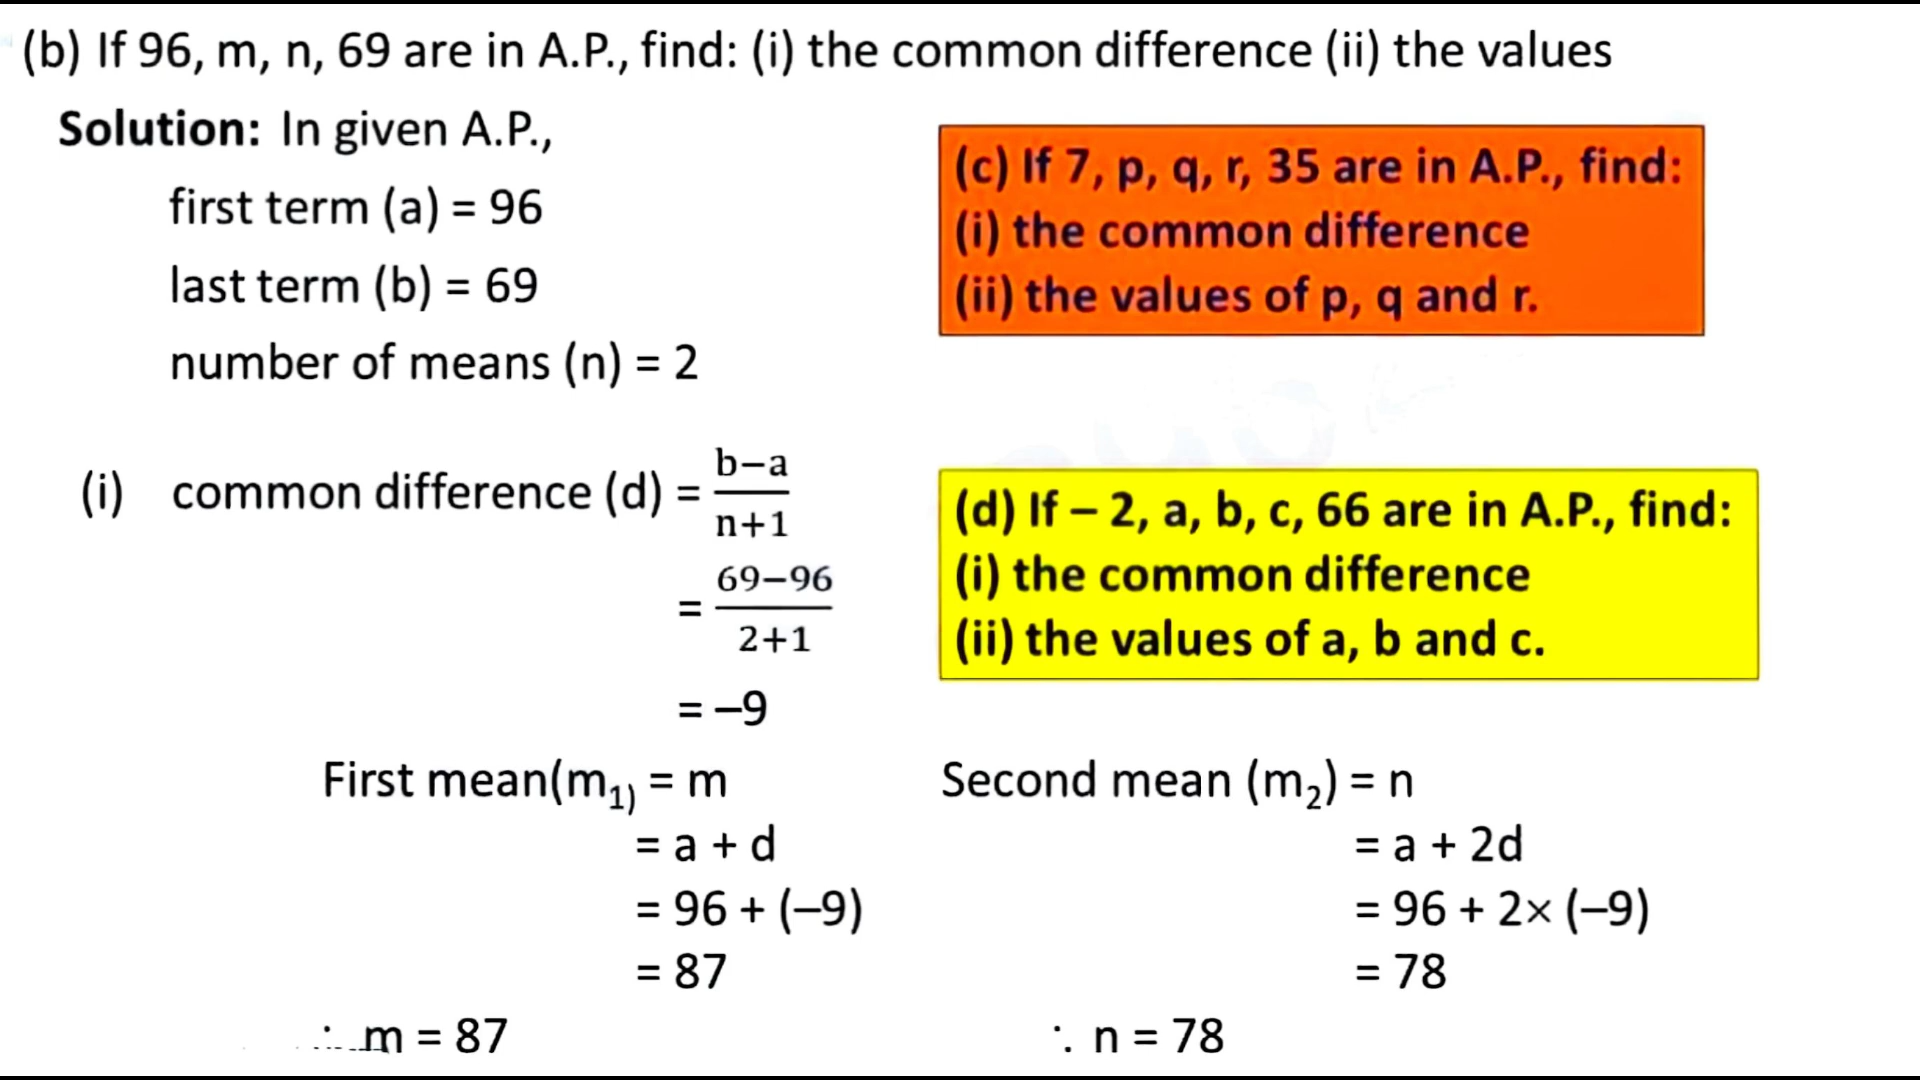 (b) If 96, m, n, 69 are in A.P., find: (i) the common difference (ii) the values
Solution: In given A.P.,
first term (a) = 96
last term (b) = 69
number of means (n) = 2
(i) common difference (d) = b−a / n+1
= 69−96 / 2+1
= –9
First mean(m₁₎ = m
= a + d
= 96 + (–9)
= 87
∴ m = 87
(c) If 7, p, q, r, 35 are in A.P., find:
(i) the common difference
(ii) the values of p, q and r.
(d) If – 2, a, b, c, 66 are in A.P., find:
(i) the common difference
(ii) the values of a, b and c.
Second mean (m₂) = n
= a + 2d
= 96 + 2× (–9)
= 78
∴ n = 78